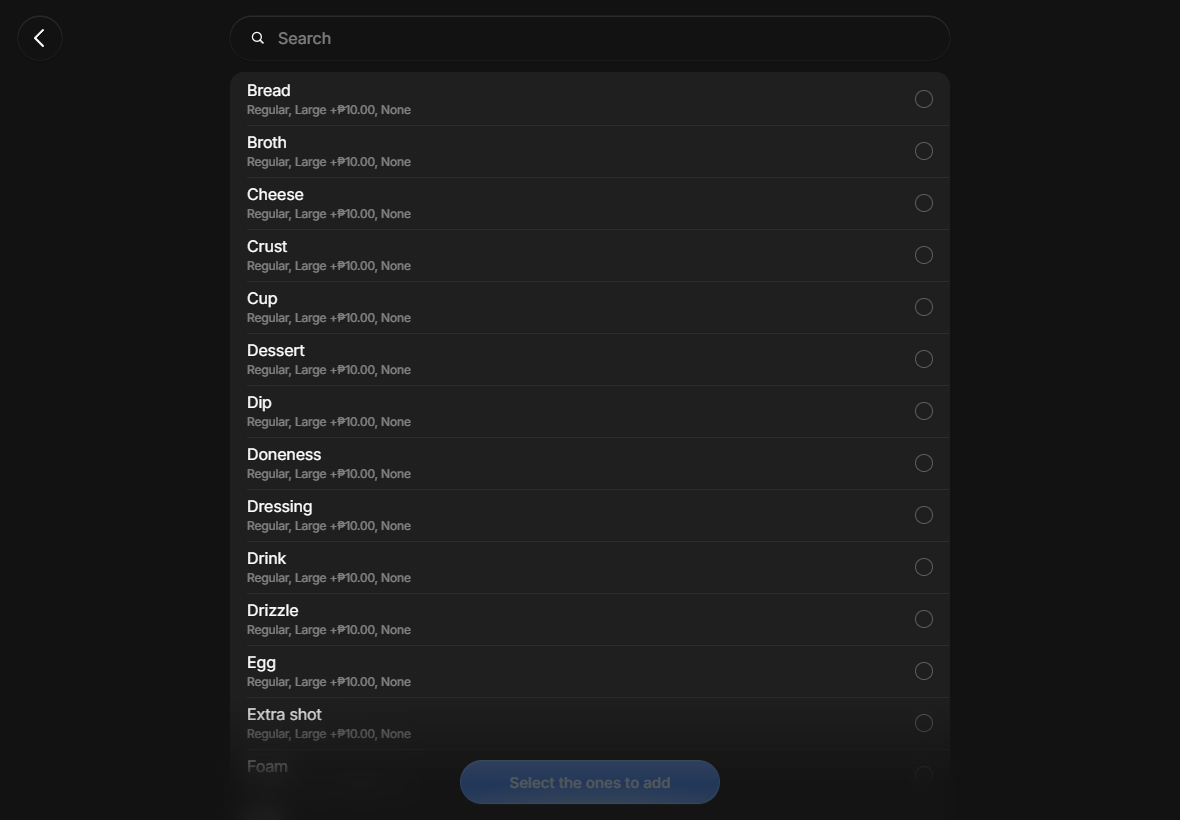 Search
Bread
Regular, Large +₱10.00, None
Broth
Regular, Large +₱10.00, None
Cheese
Regular, Large +₱10.00, None
Crust
Regular, Large +₱10.00, None
Cup
Regular, Large +₱10.00, None
Dessert
Regular, Large +₱10.00, None
Dip
Regular, Large +₱10.00, None
Doneness
Regular, Large +₱10.00, None
Dressing
Regular, Large +₱10.00, None
Drink
Regular, Large +₱10.00, None
Drizzle
Regular, Large +₱10.00, None
Egg
Regular, Large +₱10.00, None
Extra shot
Regular, Large +₱10.00, None
Foam
Select the ones to add